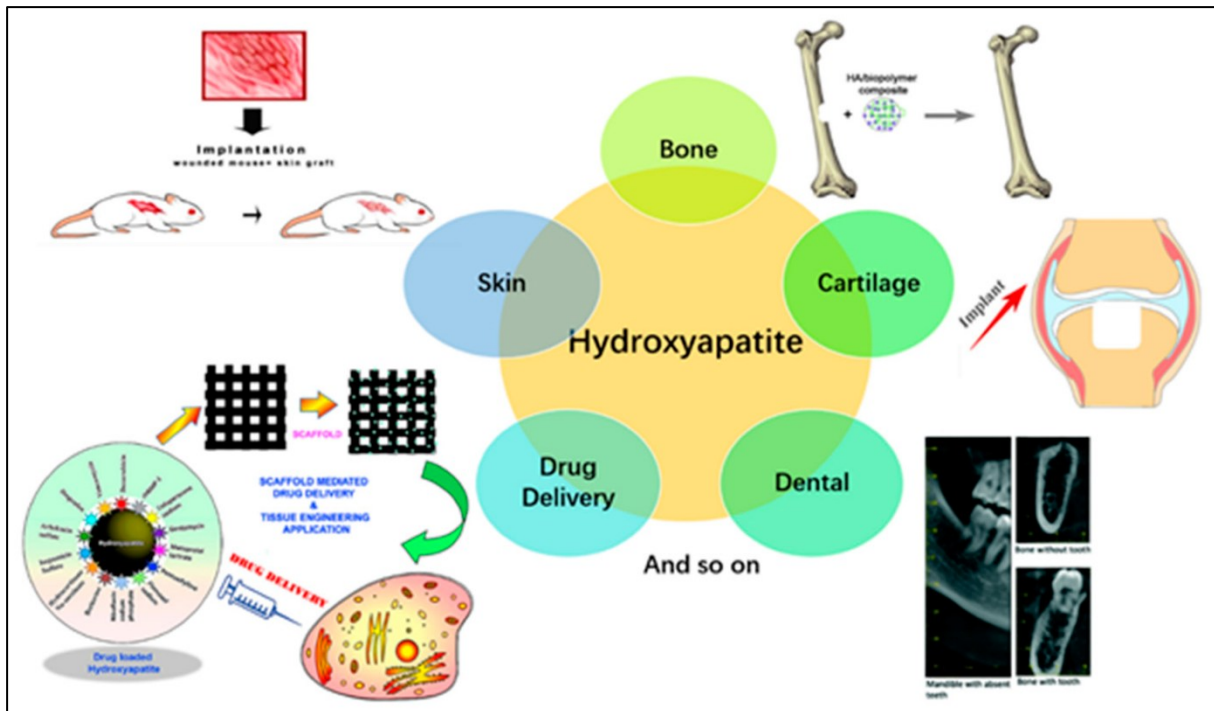 Implantation
wounded mouse+ skin graft
HA/biopolymer
composite
+
Bone
Skin
Cartilage
Hydroxyapatite
Implant
Drug
Delivery
Dental
And so on
SCAFFOLD
SCAFFOLD MEDIATED
DRUG DELIVERY
&
TISSUE ENGINEERING
APPLICATION
Hydroxyapatite
DRUG DELIVERY
Drug loaded
Hydroxyapatite
Bone without tooth
Mandible with absent
teeth
Bone with tooth